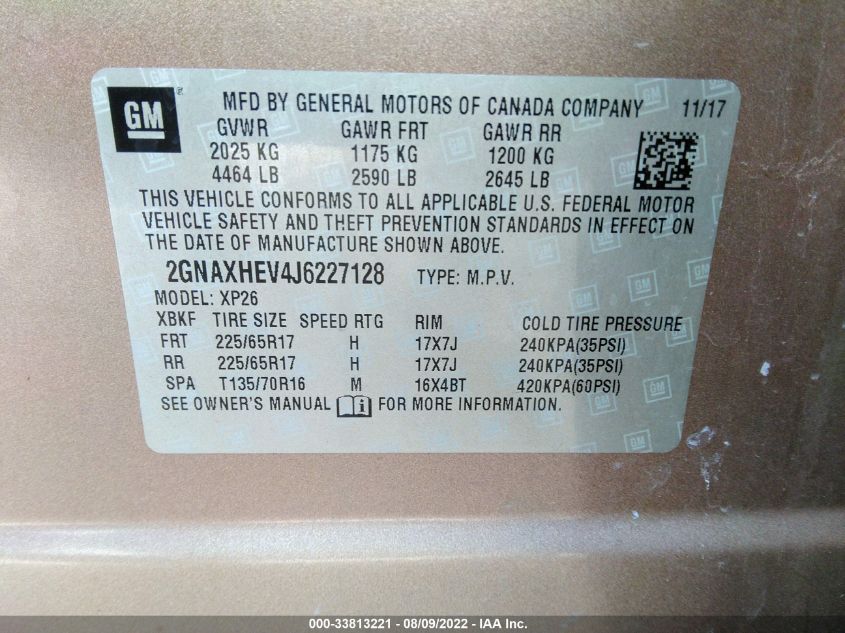 GM MFD BY GENERAL MOTORS OF CANADA COMPANY 11/17
GVWR GAWR FRT GAWR RR
2025 KG 1175 KG 1200 KG
4464 LB 2590 LB 2645 LB
THIS VEHICLE CONFORMS TO ALL APPLICABLE U.S. FEDERAL MOTOR
VEHICLE SAFETY AND THEFT PREVENTION STANDARDS IN EFFECT ON
THE DATE OF MANUFACTURE SHOWN ABOVE.
2GNAXHEV4J6227128 TYPE: M.P.V.
MODEL: XP26
XBKF TIRE SIZE SPEED RTG RIM COLD TIRE PRESSURE
FRT 225/65R17 H 17X7J 240KPA(35PSI)
RR 225/65R17 H 17X7J 240KPA(35PSI)
SPA T135/70R16 M 16X4BT 420KPA(60PSI)
SEE OWNER'S MANUAL FOR MORE INFORMATION.
000-33813221 - 08/09/2022 - IAA Inc.